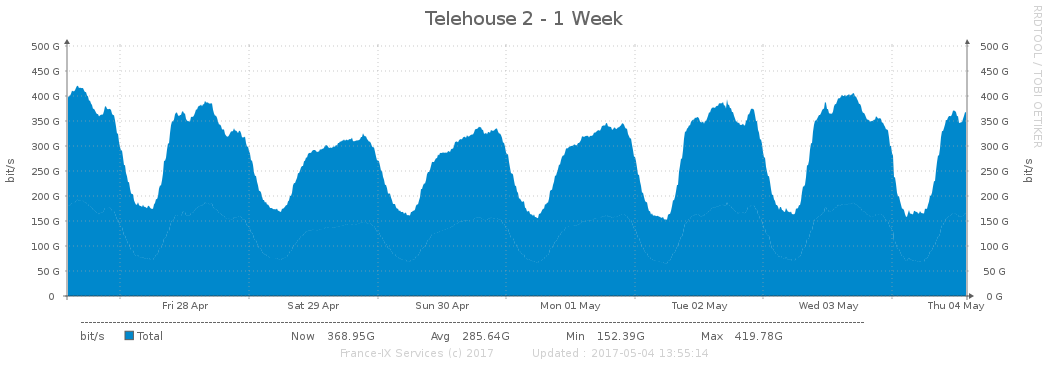 Telehouse 2 - 1 Week
RRDTOOL / TOBI OETIKER
bit/s
500 G 500 G
450 G 450 G
400 G 400 G
350 G 350 G
300 G 300 G
250 G 250 G
200 G 200 G
150 G 150 G
100 G 100 G
50 G 50 G
0 0 G
bit/s
Fri 28 Apr Sat 29 Apr Sun 30 Apr Mon 01 May Tue 02 May Wed 03 May Thu 04 May
bit/s Total Now 368.95G Avg 285.64G Min 152.39G Max 419.78G
France-IX Services (c) 2017 Updated : 2017-05-04 13:55:14